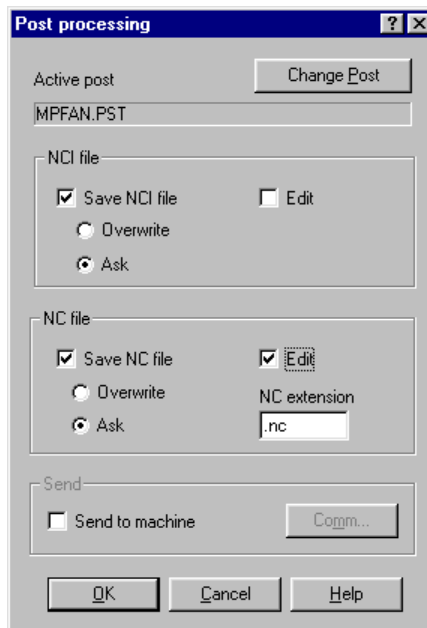 Post processing
Active post
Change Post
MPFAN.PST
NCI file
Save NCI file
Edit
Overwrite
Ask
NC file
Save NC file
Edit
Overwrite
NC extension
Ask
.nc
Send
Send to machine
Comm...
OK
Cancel
Help